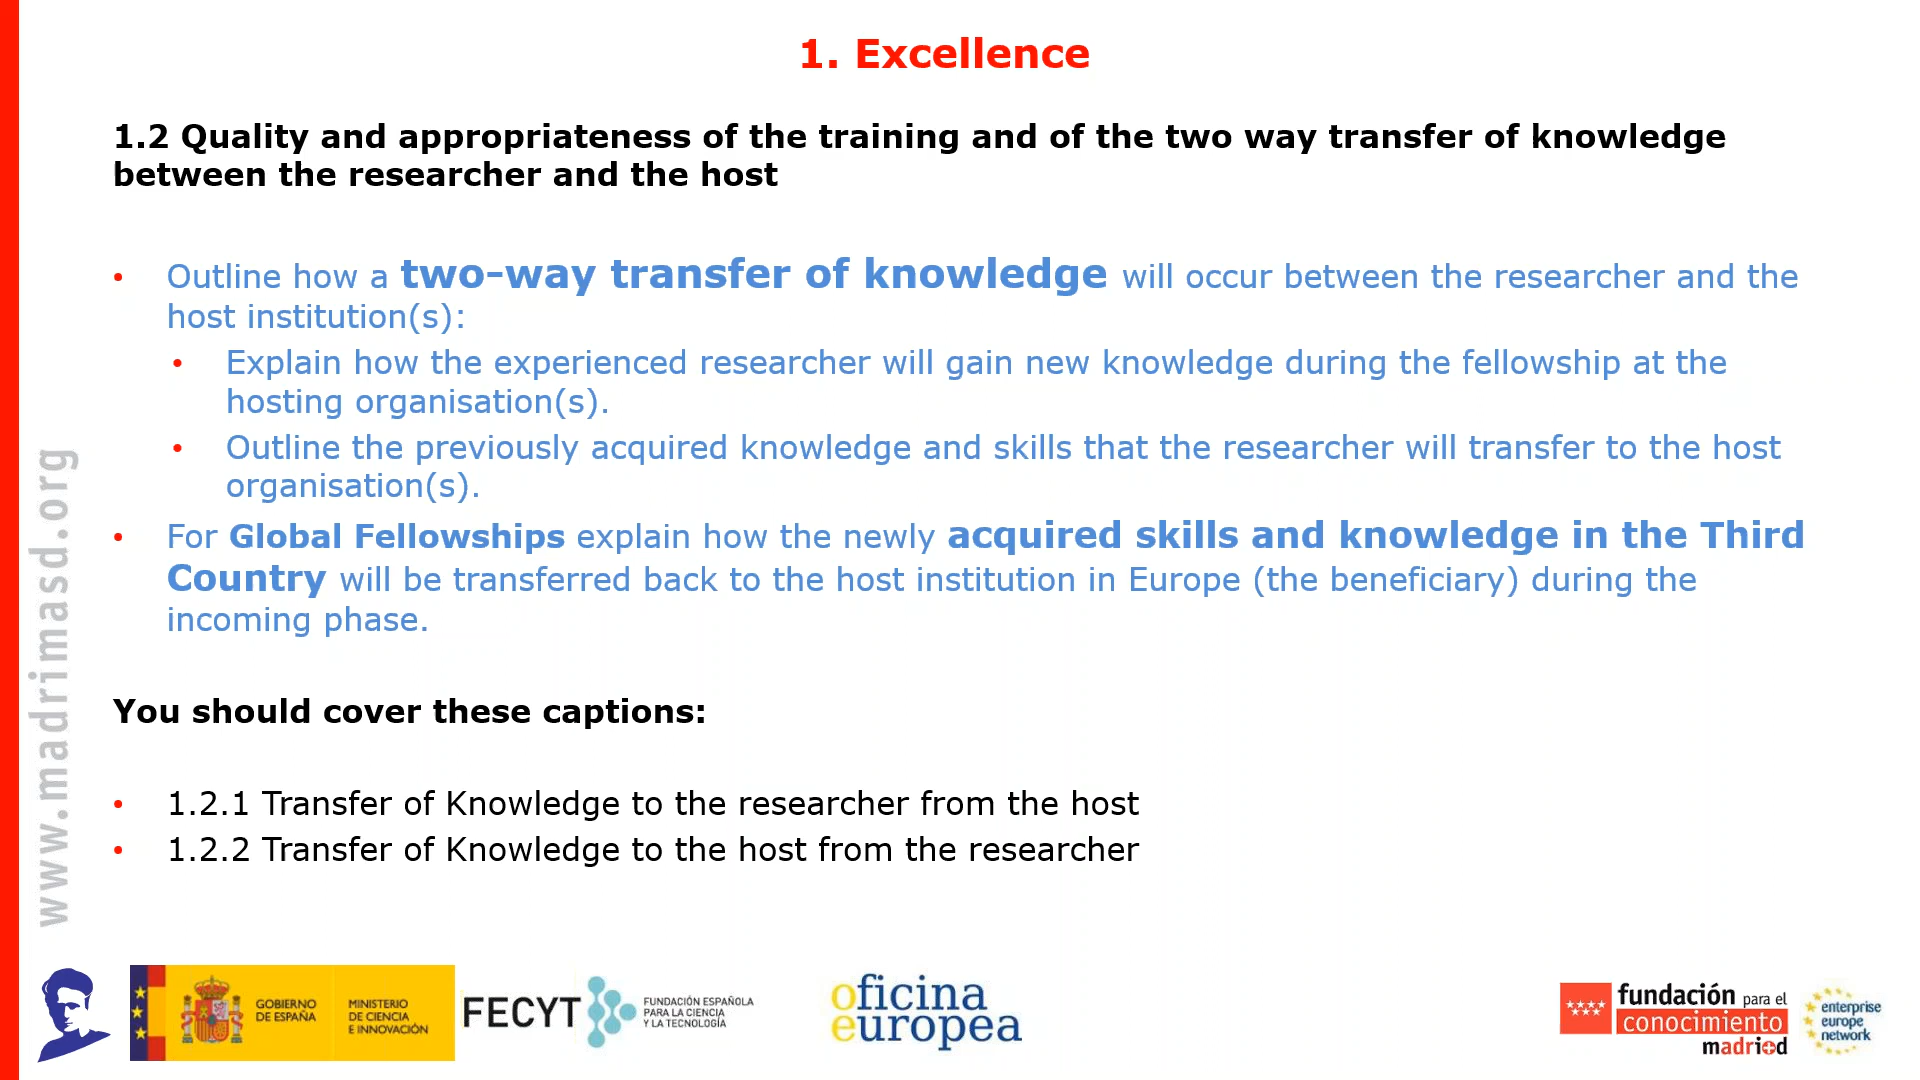 1. Excellence
1.2 Quality and appropriateness of the training and of the two way transfer of knowledge
between the researcher and the host
• Outline how a two-way transfer of knowledge will occur between the researcher and the
host institution(s):
• Explain how the experienced researcher will gain new knowledge during the fellowship at the
hosting organisation(s).
• Outline the previously acquired knowledge and skills that the researcher will transfer to the host
organisation(s).
• For Global Fellowships explain how the newly acquired skills and knowledge in the Third
Country will be transferred back to the host institution in Europe (the beneficiary) during the
incoming phase.
You should cover these captions:
• 1.2.1 Transfer of Knowledge to the researcher from the host
• 1.2.2 Transfer of Knowledge to the host from the researcher
www.madrimasd.org
GOBIERNO
DE ESPAÑA
MINISTERIO
DE CIENCIA
E INNOVACIÓN
FECYT
FUNDACIÓN ESPAÑOLA
PARA LA CIENCIA
Y LA TECNOLOGÍA
oficina
europea
fundación para el
conocimiento
madri+d
enterprise
europe
network